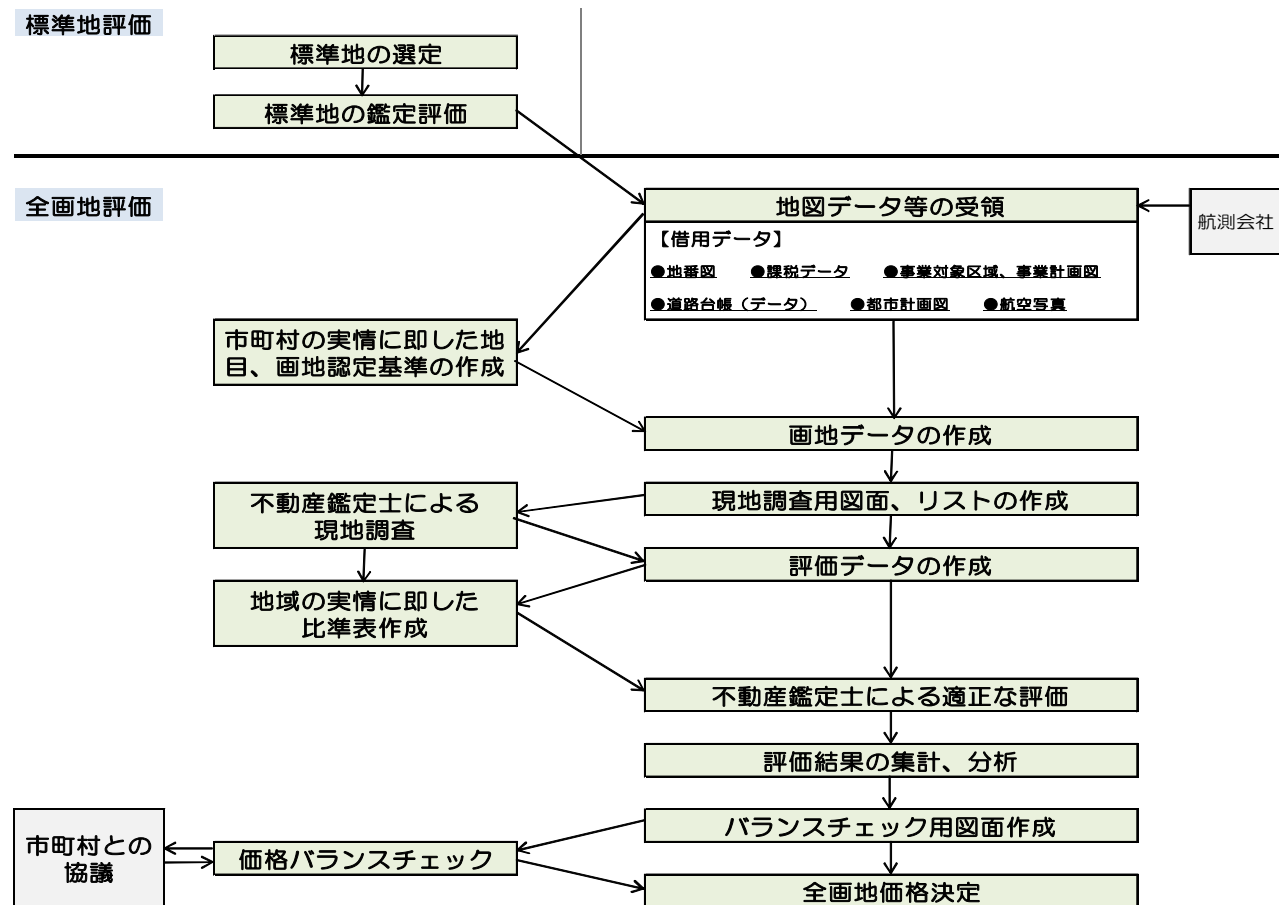 標準地評価
標準地の選定
標準地の鑑定評価
全画地評価
地図データ等の受領
航測会社
【借用データ】
●地番図 ●課税データ ●事業対象区域、事業計画図
●道路台帳（データ） ●都市計画図 ●航空写真
市町村の実情に即した地
目、画地認定基準の作成
画地データの作成
現地調査用図面、リストの作成
不動産鑑定士による
現地調査
評価データの作成
地域の実情に即した
比準表作成
不動産鑑定士による適正な評価
評価結果の集計、分析
バランスチェック用図面作成
市町村との
協議
価格バランスチェック
全画地価格決定